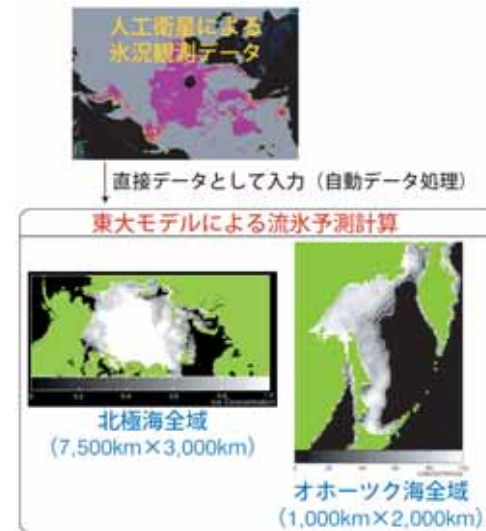 人工衛星による
氷況観測データ
直接データとして入力（自動データ処理）
東大モデルによる流氷予測計算
北極海全域
（7,500km×3,000km）
オホーツク海全域
（1,000km×2,000km）